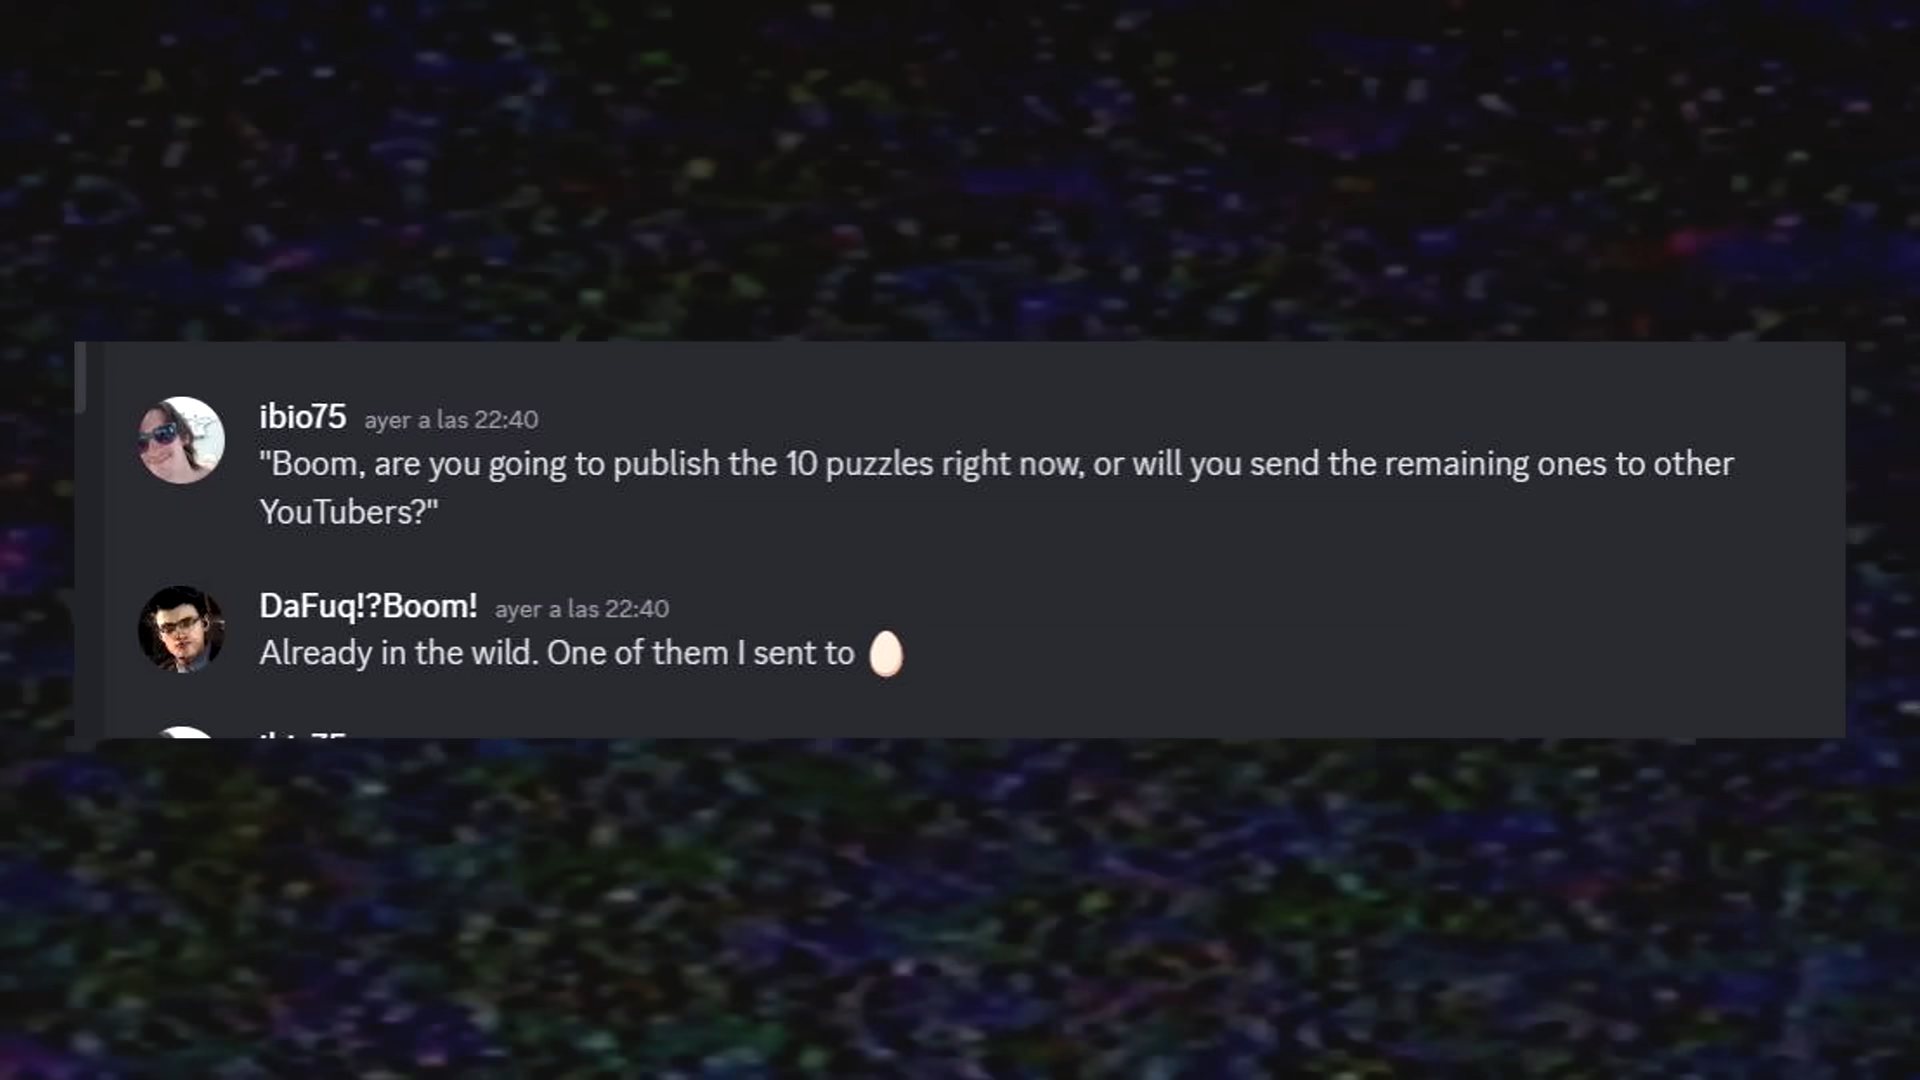 ibio75 ayer a las 22:40
"Boom, are you going to publish the 10 puzzles right now, or will you send the remaining ones to other
YouTubers?"
DaFuq!?Boom! ayer a las 22:40
Already in the wild. One of them I sent to 🥚